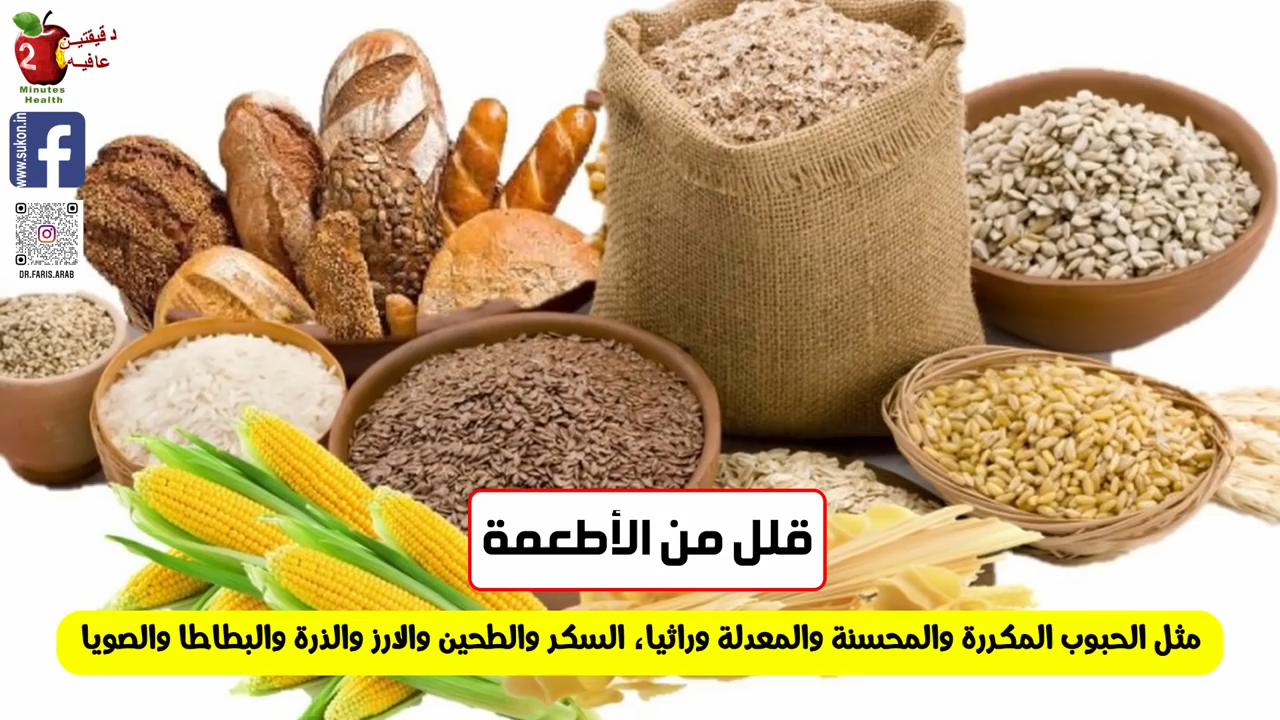 دقيقتين
عافيه
2
Minutes
Health
www.sukon.in
f
DR.FARIS.ARAB
قلل من الأطعمة
مثل الحبوب المكررة والمحسنة والمعدلة وراثيا، السكر والطحين والارز والذرة والبطاطا والصويا